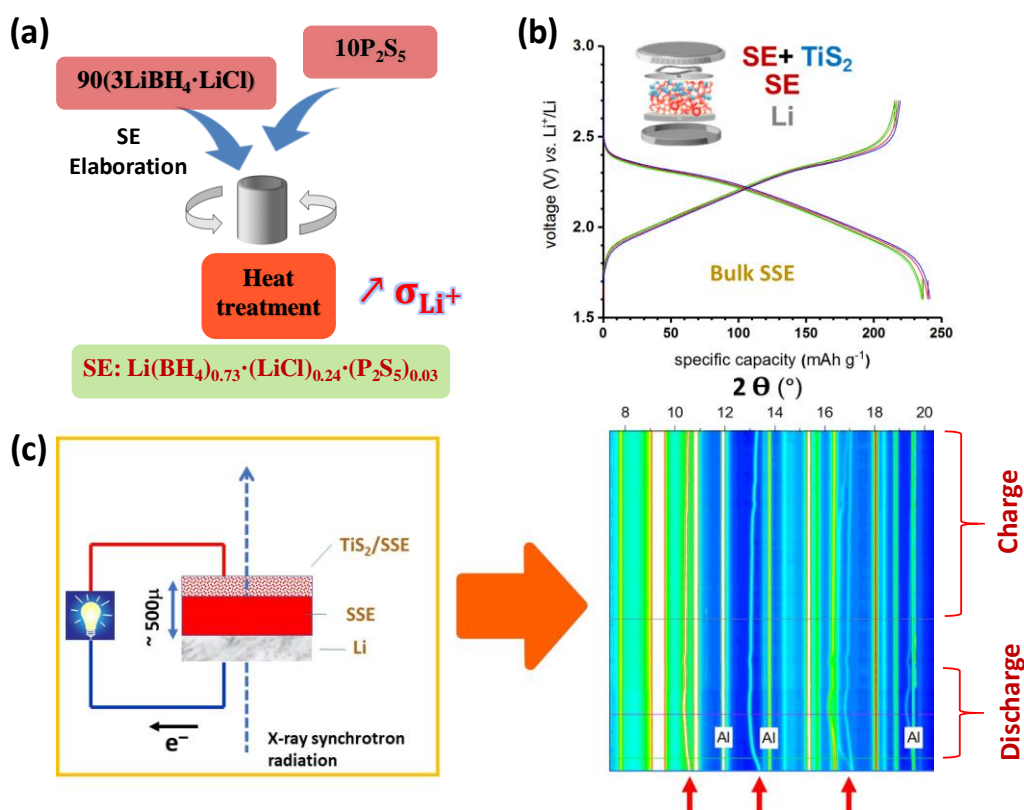 (a)
90(3LiBH₄·LiCl)
10P₂S₅
SE
Elaboration
Heat
treatment
↗ σLi⁺
SE: Li(BH₄)₀.₇₃·(LiCl)₀.₂₄·(P₂S₅)₀.₀₃
(b)
voltage (V) vs. Li⁺/Li
3.0
2.5
2.0
1.5
SE+ TiS₂
SE
Li
Bulk SSE
0 50 100 150 200 250
specific capacity (mAh g⁻¹)
(c)
TiS₂/SSE
SSE
Li
~ 500μ
e⁻
X-ray synchrotron
radiation
2 Θ (°)
8 10 12 14 16 18 20
Al Al Al
Charge
Discharge